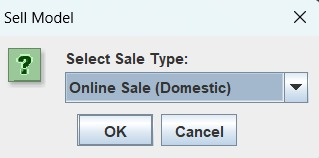 Sell Model
?
Select Sale Type:
Online Sale (Domestic)
OK
Cancel